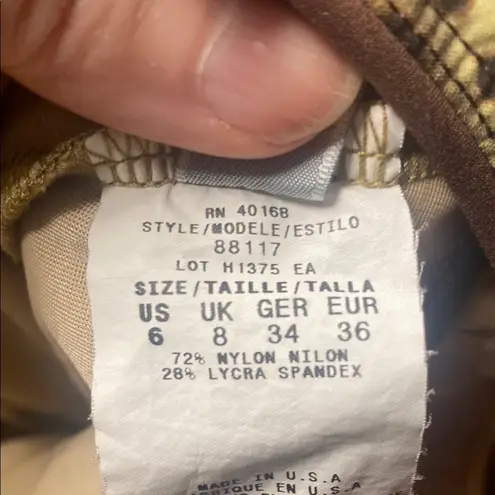 RN 40168
STYLE/MODELE/ESTILO
88117
LOT H1375 EA
SIZE/TAILLE/TALLA
US UK GER EUR
6 8 34 36
72% NYLON NILON
28% LYCRA SPANDEX
MADE IN U.S.A